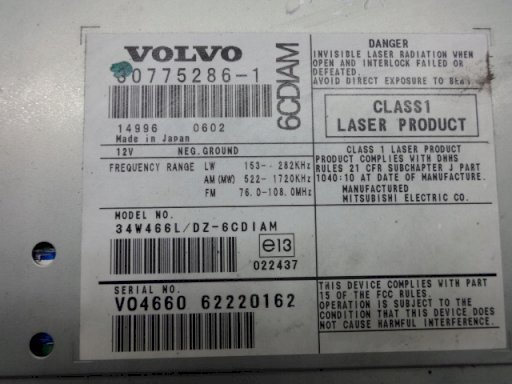 VOLVO
30775286-1
6CDIAM
14996 0602
Made in Japan
12V NEG.GROUND
FREQUENCY RANGE LW 153- 282KHz
AM (MW) 522- 1720KHz
FM 76.0-108.0MHz
MODEL NO.
34W466L/DZ-6CDIAM
e13
022437
SERIAL NO.
V04660 62220162
DANGER
INVISIBLE LASER RADIATION WHEN
OPEN AND INTERLOCK FAILED OR
DEFEATED.
AVOID DIRECT EXPOSURE TO BEAM
CLASS1
LASER PRODUCT
CLASS 1 LASER PRODUCT
PRODUCT COMPLIES WITH DHHS
RULES 21 CFR SUBCHAPTER J PART
1040:10 AT DATE OF MANUFACTURE.
MANUFACTURED
MITSUBISHI ELECTRIC CO.
THIS DEVICE COMPLIES WITH PART
15 OF THE FCC RULES.
OPERATION IS SUBJECT TO THE
CONDITION THAT THIS DEVICE DOES
NOT CAUSE HARMFUL INTERFERENCE.